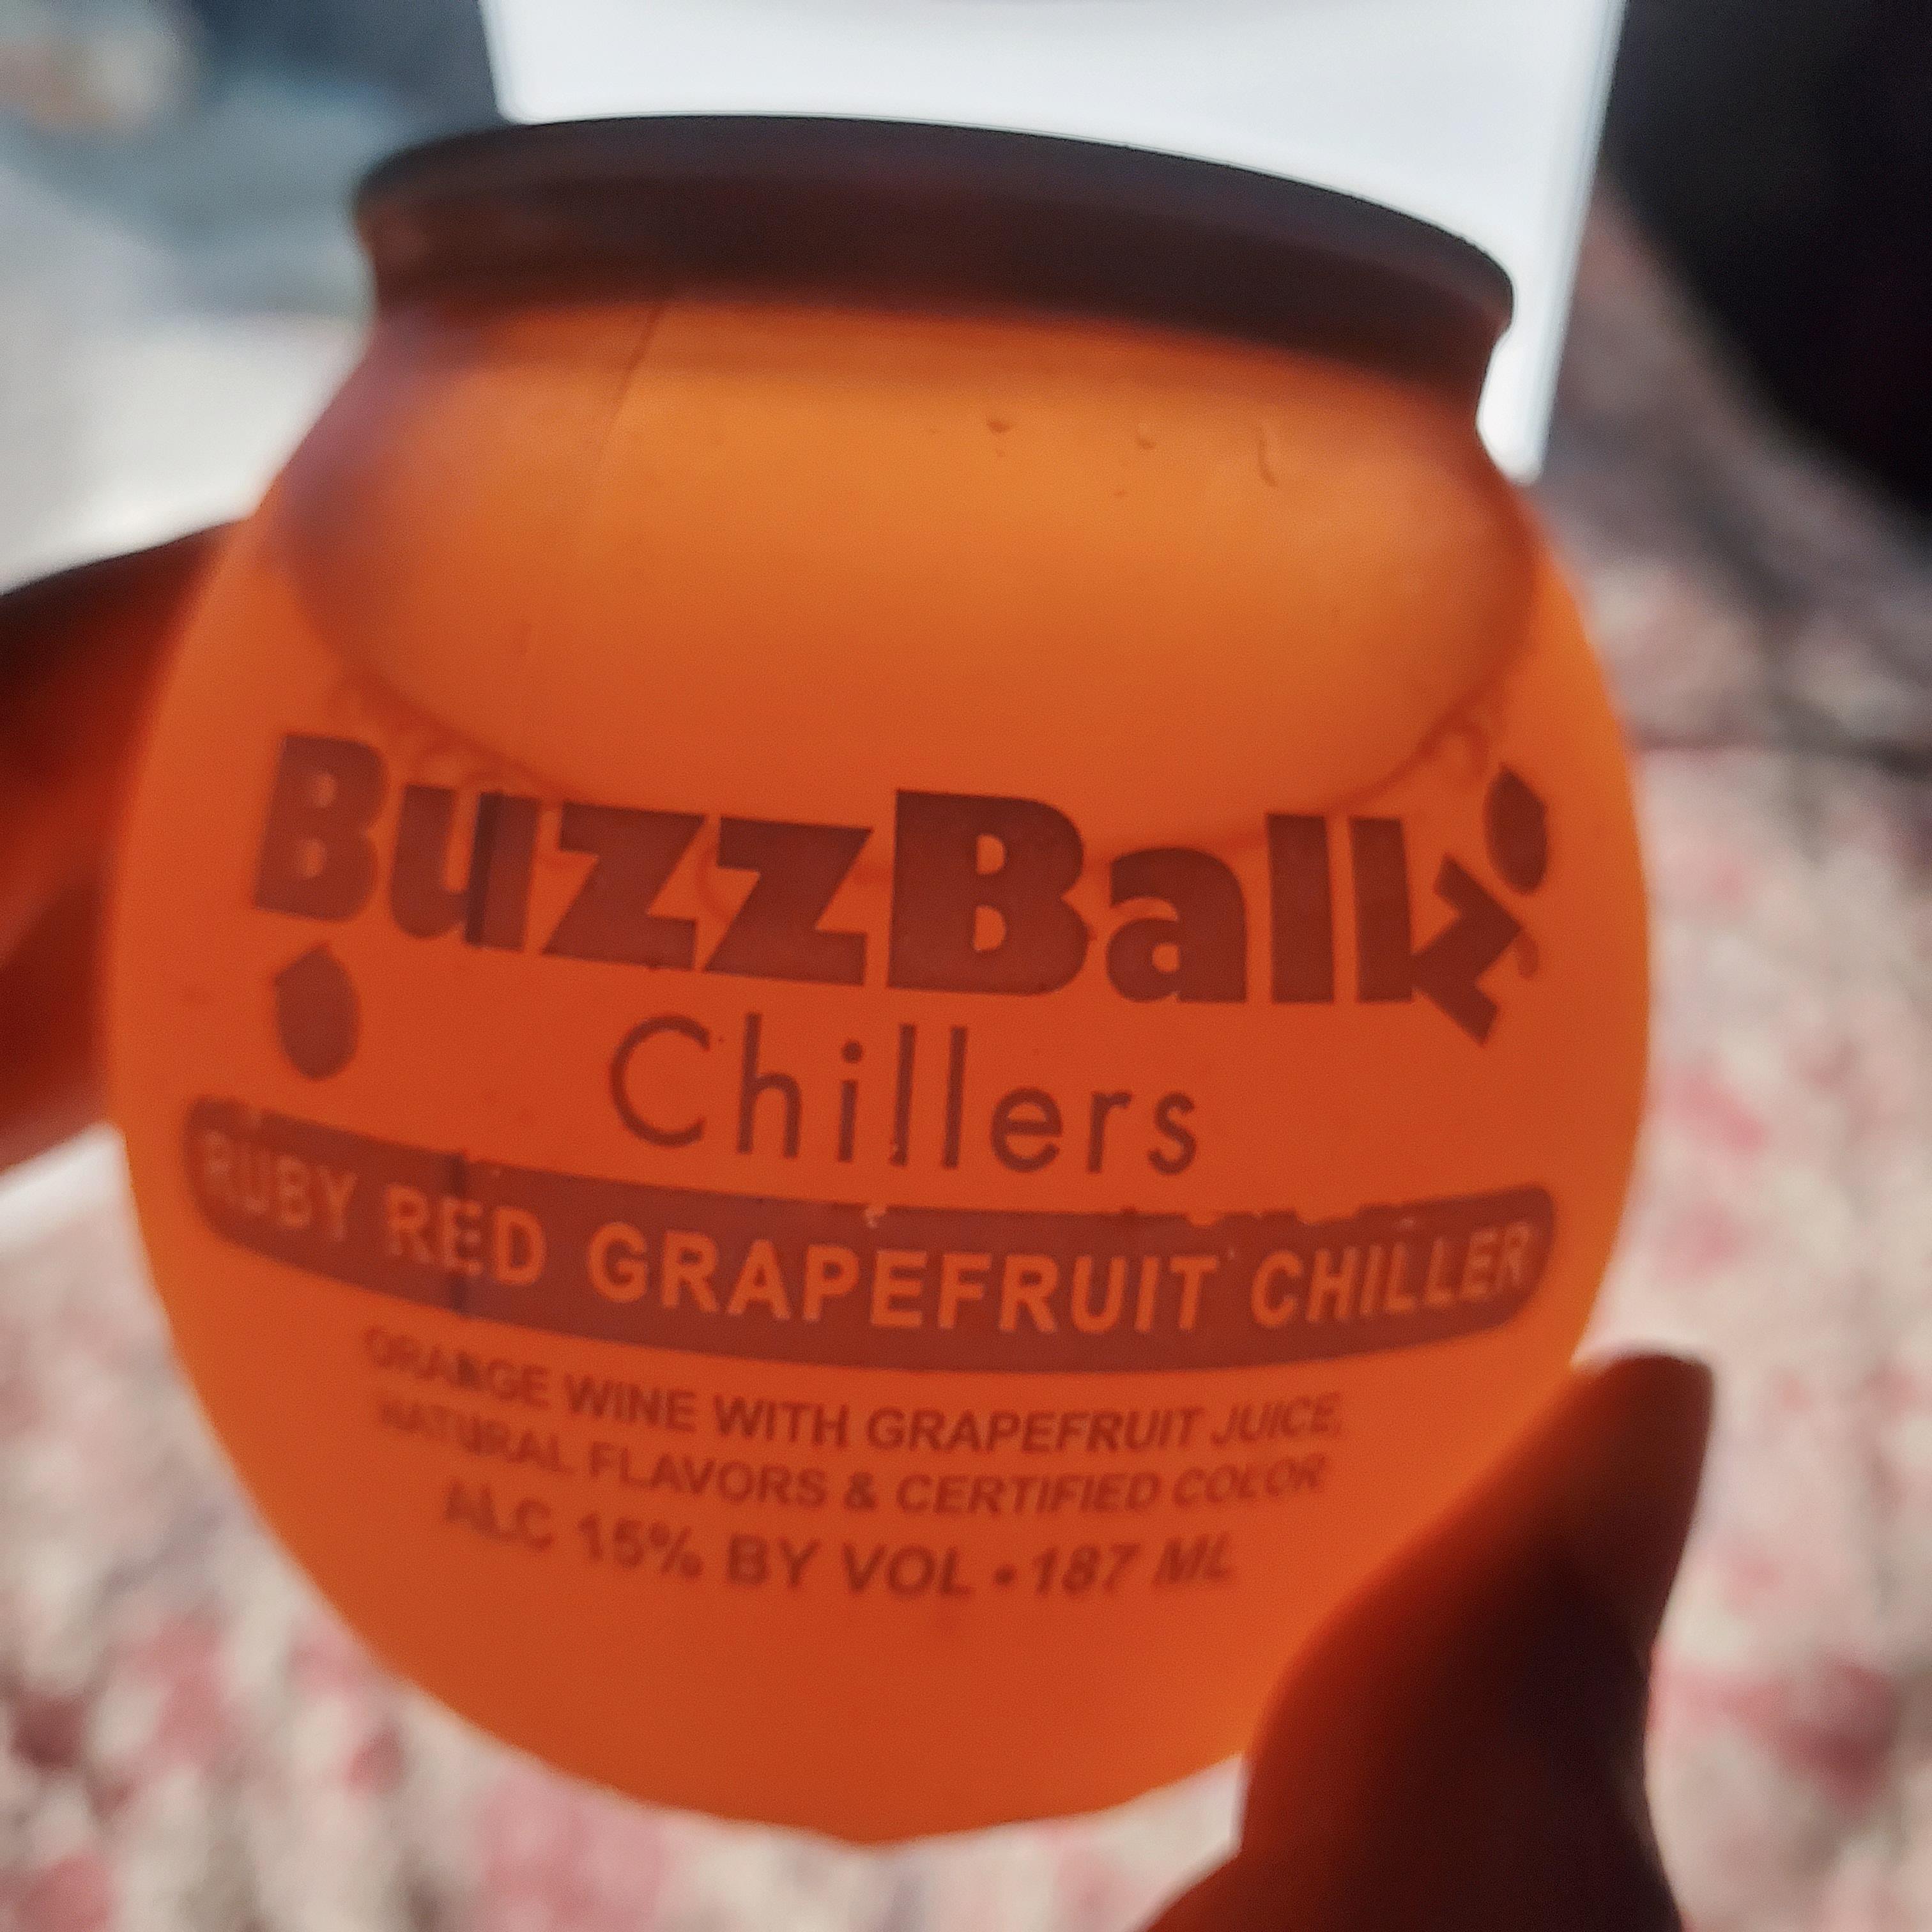 BuzzBallz
Chillers
RUBY RED GRAPEFRUIT CHILLER
ORANGE WINE WITH GRAPEFRUIT JUICE,
NATURAL FLAVORS & CERTIFIED COLOR
ALC 15% BY VOL • 187 ML